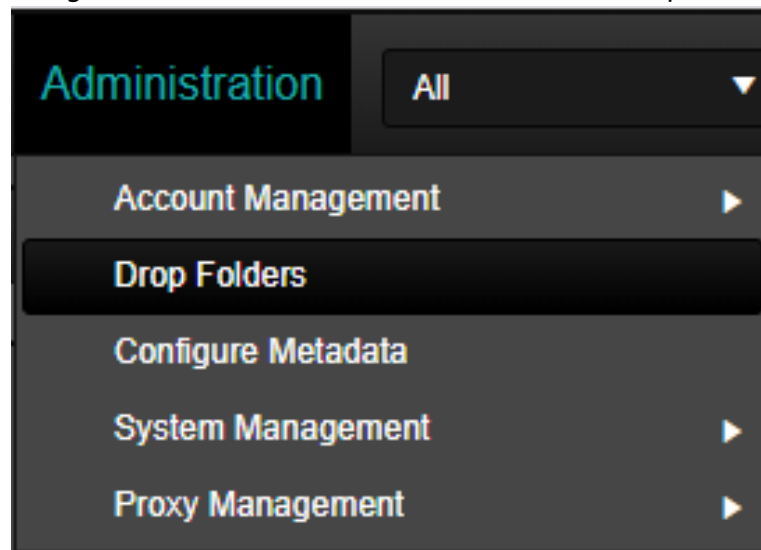 Administration All
Account Management
Drop Folders
Configure Metadata
System Management
Proxy Management